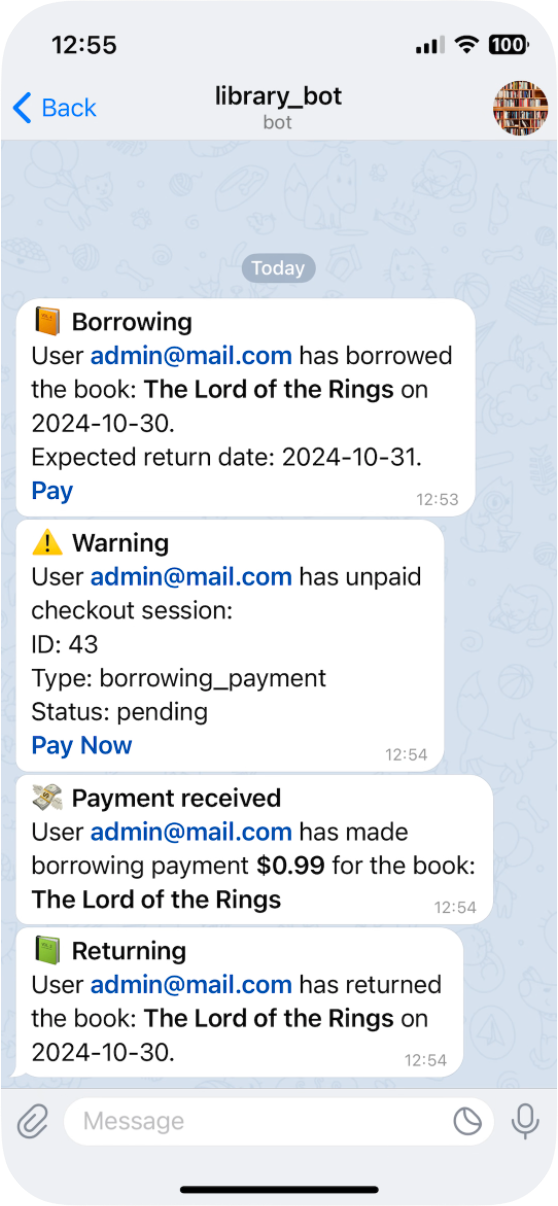 12:55
100
Back
library_bot
bot
Today
📙 Borrowing
User admin@mail.com has borrowed
the book: The Lord of the Rings on
2024-10-30.
Expected return date: 2024-10-31.
Pay
12:53
⚠️ Warning
User admin@mail.com has unpaid
checkout session:
ID: 43
Type: borrowing_payment
Status: pending
Pay Now
12:54
💸 Payment received
User admin@mail.com has made
borrowing payment $0.99 for the book:
The Lord of the Rings
12:54
📗 Returning
User admin@mail.com has returned
the book: The Lord of the Rings on
2024-10-30.
12:54
Message